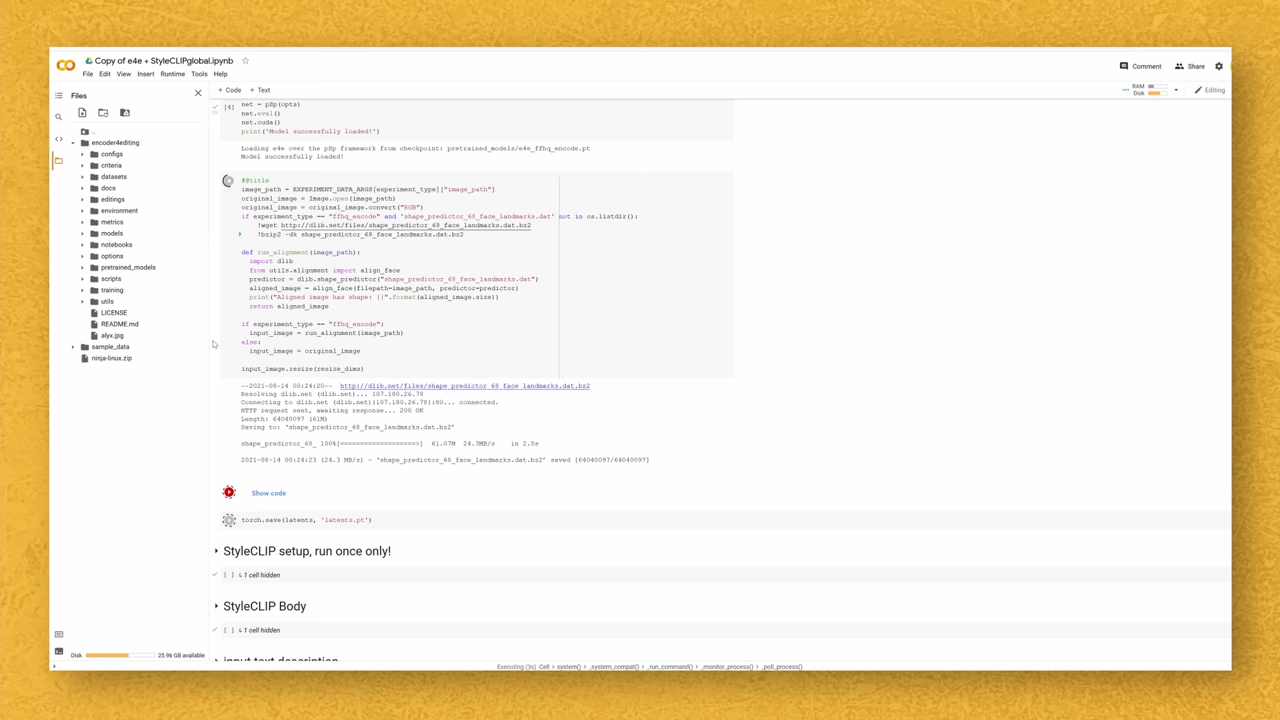 Copy of e4e + StyleCLIPglobal.ipynb
File Edit View Insert Runtime Tools Help
Comment
Share
Files
+ Code + Text
RAM
Disk
Editing
..
encoder4editing
configs
criteria
datasets
docs
editings
environment
metrics
models
notebooks
options
pretrained_models
scripts
training
utils
LICENSE
README.md
alyx.jpg
sample_data
ninja-linux.zip
Disk
25.96 GB available
[4]
net = pSp(opts)
net.eval()
net.cuda()
print('Model successfully loaded!')
Loading e4e over the pSp framework from checkpoint: pretrained_models/e4e_ffhq_encode.pt
Model successfully loaded!
#@title
image_path = EXPERIMENT_DATA_ARGS[experiment_type]["image_path"]
original_image = Image.open(image_path)
original_image = original_image.convert("RGB")
if experiment_type == "ffhq_encode" and 'shape_predictor_68_face_landmarks.dat' not in os.listdir():
!wget http://dlib.net/files/shape_predictor_68_face_landmarks.dat.bz2
!bzip2 -dk shape_predictor_68_face_landmarks.dat.bz2
def run_alignment(image_path):
import dlib
from utils.alignment import align_face
predictor = dlib.shape_predictor("shape_predictor_68_face_landmarks.dat")
aligned_image = align_face(filepath=image_path, predictor=predictor)
print("Aligned image has shape: {}".format(aligned_image.size))
return aligned_image
if experiment_type == "ffhq_encode":
input_image = run_alignment(image_path)
else:
input_image = original_image
input_image.resize(resize_dims)
--2021-08-14 00:24:20-- http://dlib.net/files/shape_predictor_68_face_landmarks.dat.bz2
Resolving dlib.net (dlib.net)... 107.180.26.78
Connecting to dlib.net (dlib.net)|107.180.26.78|:80... connected.
HTTP request sent, awaiting response... 200 OK
Length: 64040097 (61M)
Saving to: 'shape_predictor_68_face_landmarks.dat.bz2'
shape_predictor_68_ 100%[===================>] 61.07M 24.3MB/s in 2.5s
2021-08-14 00:24:23 (24.3 MB/s) - 'shape_predictor_68_face_landmarks.dat.bz2' saved [64040097/64040097]
Show code
torch.save(latents, 'latents.pt')
StyleCLIP setup, run once only!
[ ] ↳ 1 cell hidden
StyleCLIP Body
[ ] ↳ 1 cell hidden
input text description
Executing (3s) Cell > system() > _system_compat() > _run_command() > _monitor_process() > _poll_process()